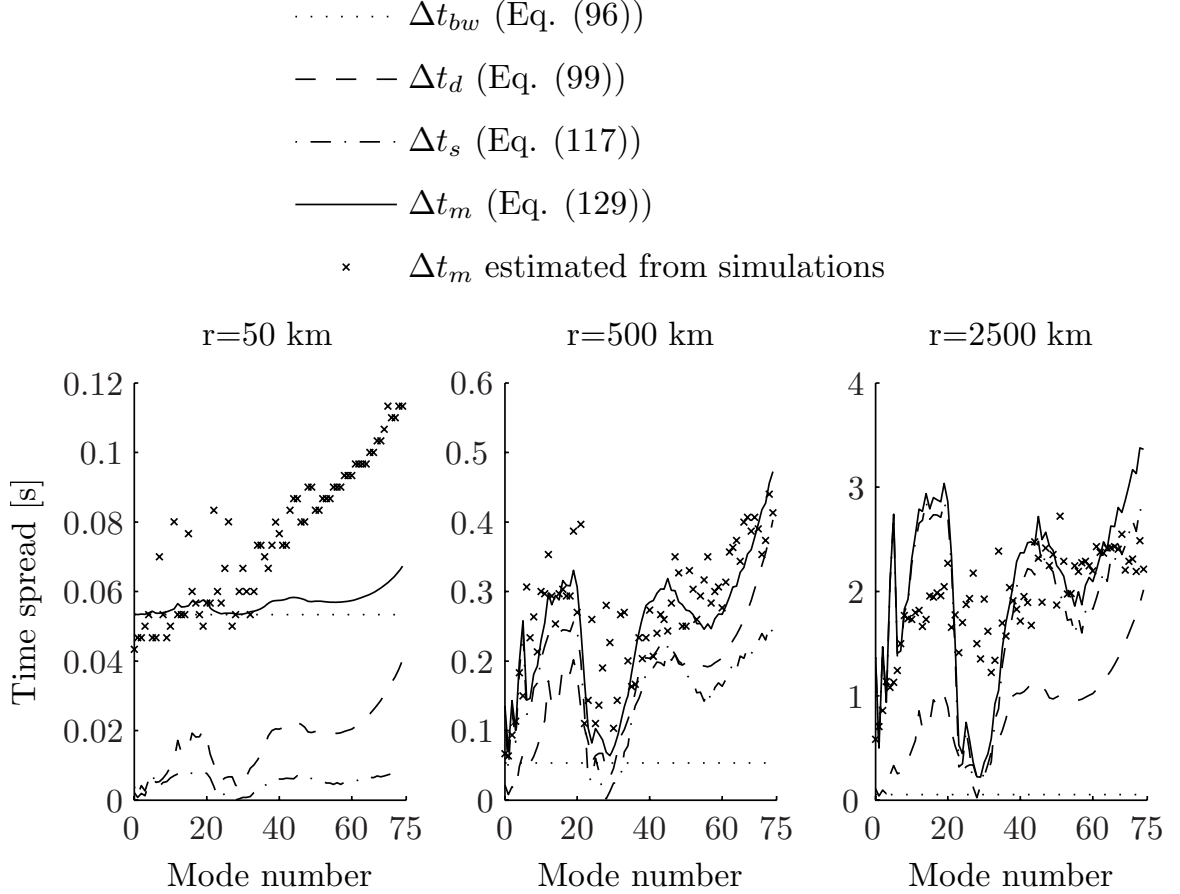 Δt_bw (Eq. (96))
Δt_d (Eq. (99))
Δt_s (Eq. (117))
Δt_m (Eq. (129))
Δt_m estimated from simulations
r=50 km
r=500 km
r=2500 km
Time spread [s]
0.12
0.1
0.08
0.06
0.04
0.02
0
0 20 40 60 75
Mode number
0.6
0.5
0.4
0.3
0.2
0.1
0
0 20 40 60 75
Mode number
4
3
2
1
0
0 20 40 60 75
Mode number